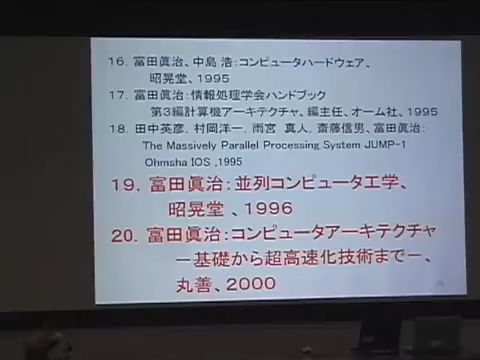 16. 富田眞治、中島 浩:コンピュータハードウェア、
昭晃堂、1995
17. 富田眞治:情報処理学会ハンドブック
第3編計算機アーキテクチャ、編主任、オーム社、1995
18. 田中英彦, 村岡洋一, 雨宮 真人, 齋藤信男、富田眞治:
The Massively Parallel Processing System JUMP-1
Ohmsha IOS ,1995
19. 富田眞治:並列コンピュータ工学、
昭晃堂 、1996
20. 富田眞治:コンピュータアーキテクチャ
－基礎から超高速化技術まで－、
丸善、2000